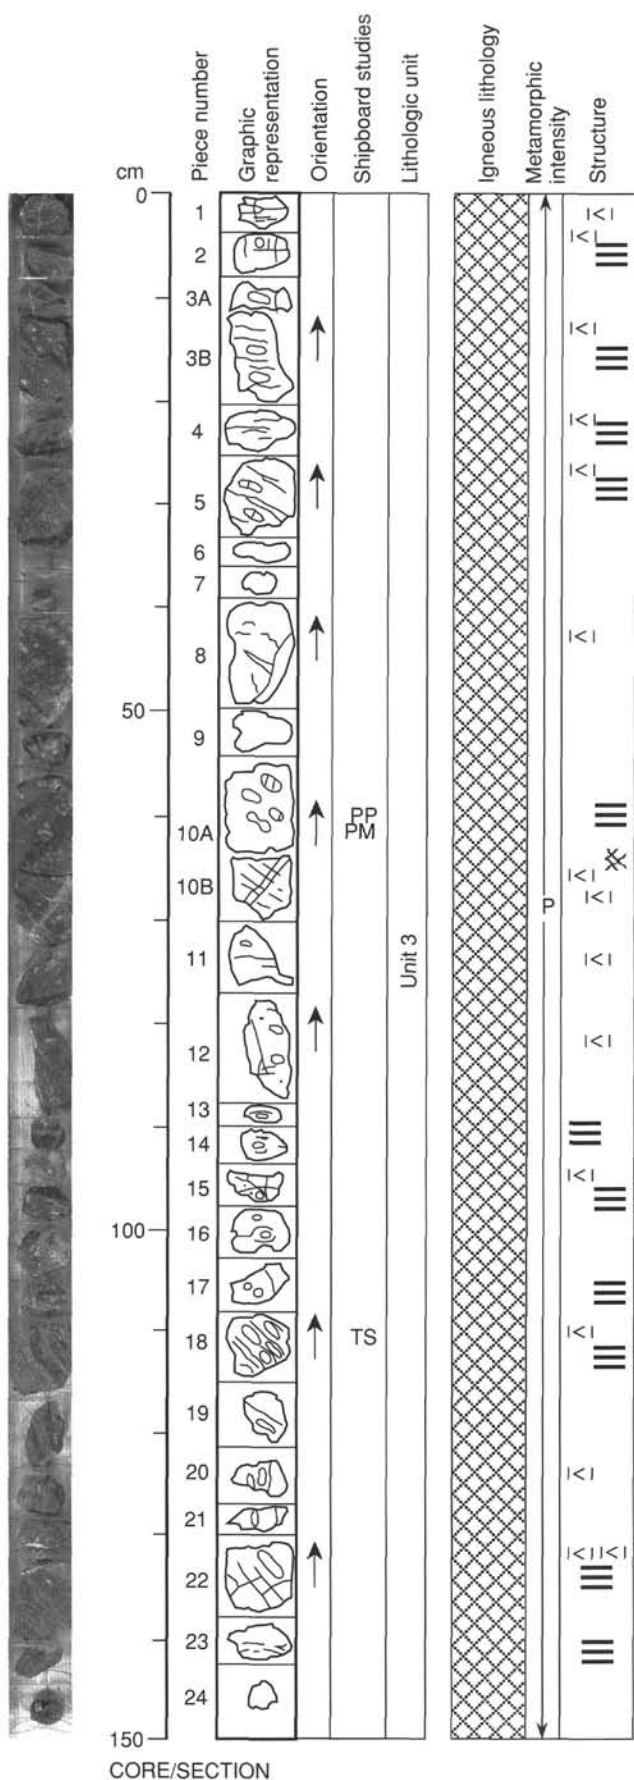 cm
Piece number
Graphic representation
Orientation
Shipboard studies
Lithologic unit
Igneous lithology
Metamorphic intensity
Structure
0
1
2
3A
3B
4
5
6
7
8
50
9
10A
PP
PM
10B
P
11
Unit 3
12
13
14
15
100
16
17
18
TS
19
20
21
22
23
24
150
CORE/SECTION